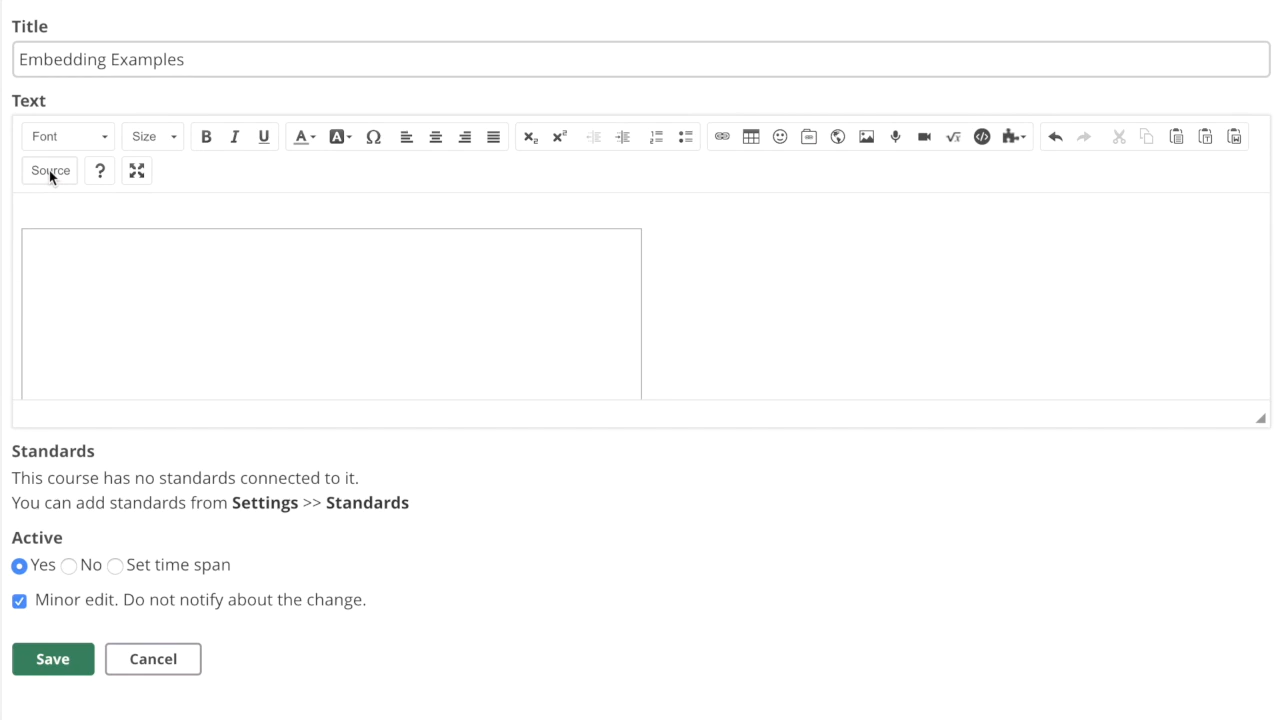 Title
Embedding Examples
Text
Font Size B I U A A Ω x₂ x²
Source ?
Standards
This course has no standards connected to it.
You can add standards from Settings >> Standards
Active
Yes No Set time span
Minor edit. Do not notify about the change.
Save Cancel